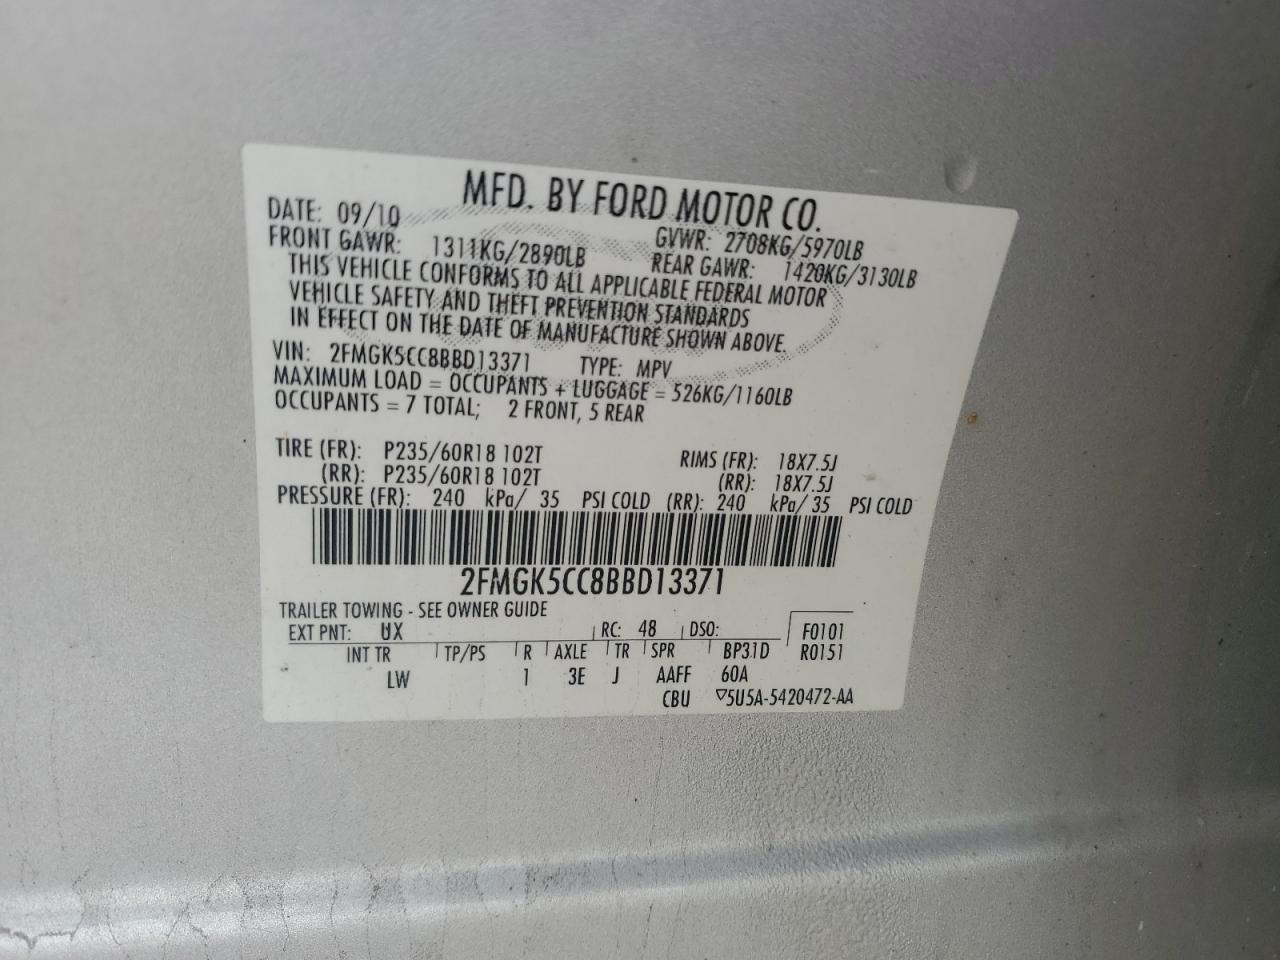 MFD. BY FORD MOTOR CO.
DATE: 09/10 GVWR: 2708KG/5970LB
FRONT GAWR: 1311KG/2890LB REAR GAWR: 1420KG/3130LB
THIS VEHICLE CONFORMS TO ALL APPLICABLE FEDERAL MOTOR
VEHICLE SAFETY AND THEFT PREVENTION STANDARDS
IN EFFECT ON THE DATE OF MANUFACTURE SHOWN ABOVE.
VIN: 2FMGK5CC8BBD13371 TYPE: MPV
MAXIMUM LOAD = OCCUPANTS + LUGGAGE = 526KG/1160LB
OCCUPANTS = 7 TOTAL; 2 FRONT, 5 REAR
TIRE (FR): P235/60R18 102T RIMS (FR): 18X7.5J
(RR): P235/60R18 102T (RR): 18X7.5J
PRESSURE (FR): 240 kPa/ 35 PSI COLD (RR): 240 kPa/ 35 PSI COLD
2FMGK5CC8BBD13371
TRAILER TOWING - SEE OWNER GUIDE
EXT PNT: UX RC: 48 DSO: F0101
INT TR TP/PS R AXLE TR SPR BP3.1D R0151
LW 1 3E J AAFF 60A
CBU ▽5U5A-5420472-AA